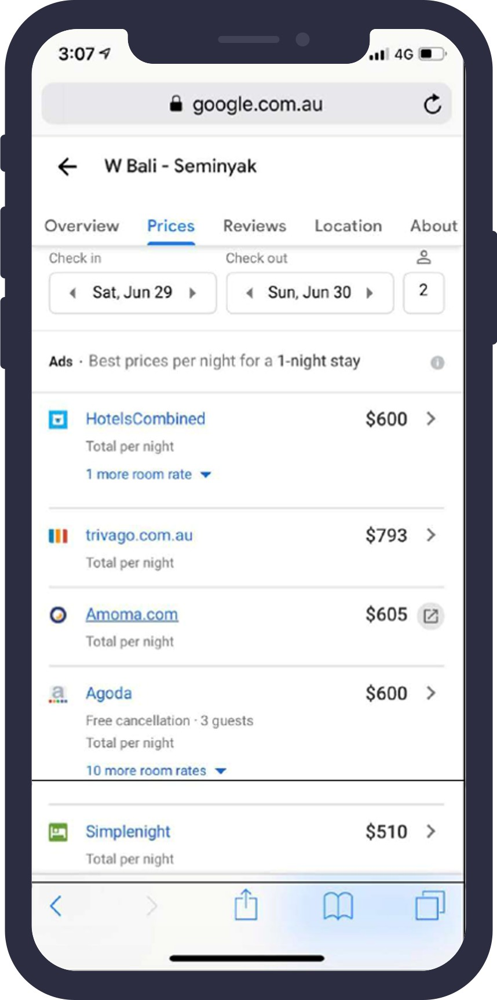 3:07 4G
google.com.au
W Bali - Seminyak
Overview Prices Reviews Location About
Check in Check out
Sat, Jun 29 Sun, Jun 30 2
Ads · Best prices per night for a 1-night stay
HotelsCombined $600
Total per night
1 more room rate
trivago.com.au $793
Total per night
Amoma.com $605
Total per night
a
Agoda $600
Free cancellation · 3 guests
Total per night
10 more room rates
Simplenight $510
Total per night